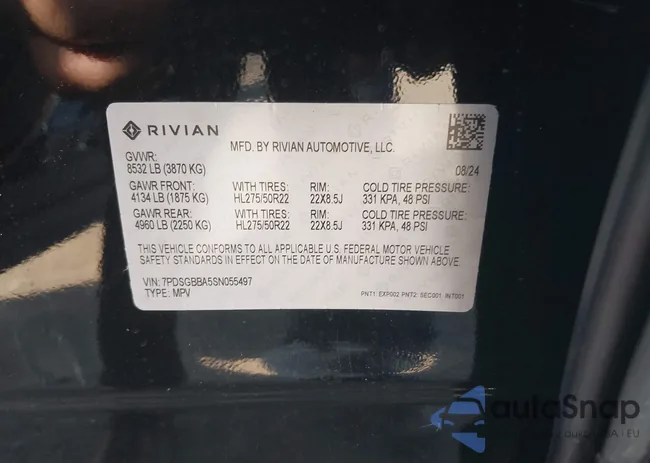 RIVIAN
MFD. BY RIVIAN AUTOMOTIVE, LLC.
GVWR:
8532 LB (3870 KG) 08/24
GAWR FRONT: WITH TIRES: RIM: COLD TIRE PRESSURE:
4134 LB (1875 KG) HL275/50R22 22X8.5J 331 KPA, 48 PSI
GAWR REAR: WITH TIRES: RIM: COLD TIRE PRESSURE:
4960 LB (2250 KG) HL275/50R22 22X8.5J 331 KPA, 48 PSI
THIS VEHICLE CONFORMS TO ALL APPLICABLE U.S. FEDERAL MOTOR VEHICLE
SAFETY STANDARDS IN EFFECT ON THE DATE OF MANUFACTURE SHOWN ABOVE.
VIN: 7PDSGBBA5SN055497
TYPE: MPV PNT1: EXP002 PNT2: SEC001 INT001
autoSnap
EU